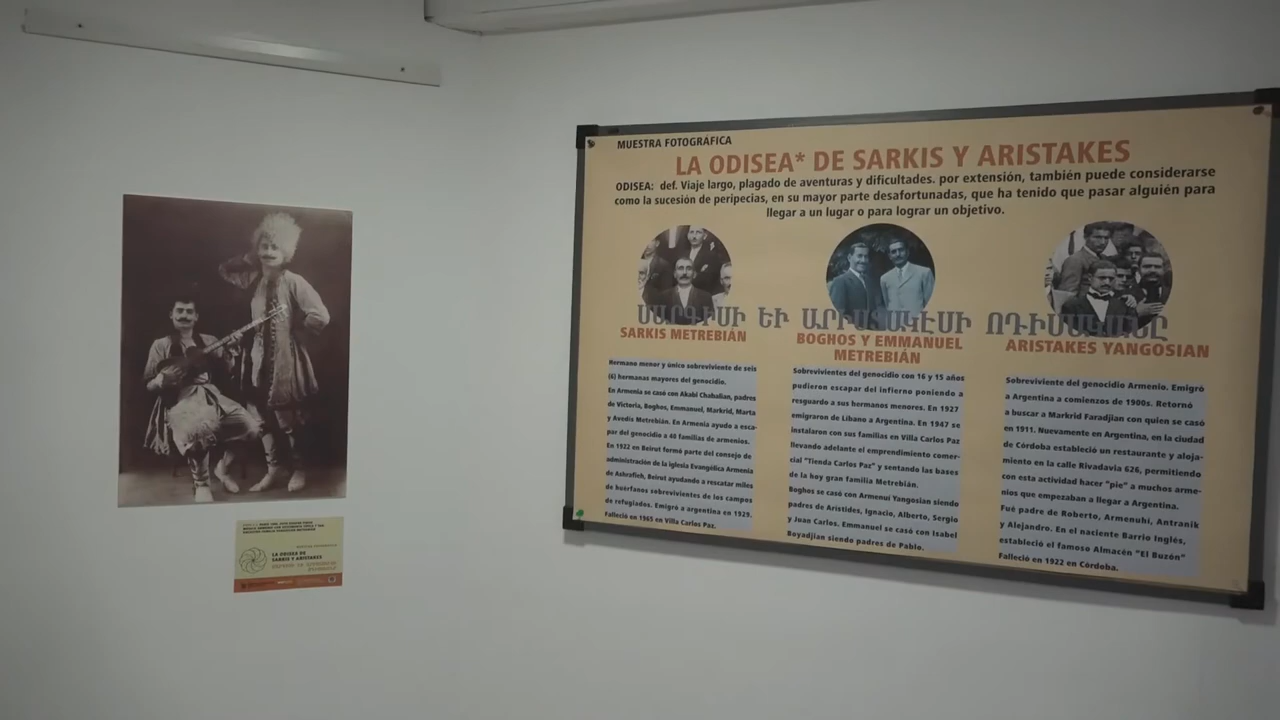 MUESTRA FOTOGRÁFICA
LA ODISEA* DE SARKIS Y ARISTAKES
ODISEA: def. Viaje largo, plagado de aventuras y dificultades. por extensión, también puede considerarse
como la sucesión de peripecias, en su mayor parte desafortunadas, que ha tenido que pasar alguién para
llegar a un lugar o para lograr un objetivo.
ՍԱՐԳԻՍԻ ԵՒ ԱՐԻՍՏԱԿԷՍԻ ՈԴԻՍԱԿԱՆԸ
SARKIS METREBIÁN
Hermano menor y único sobreviviente de seis
(6) hermanas mayores del genocidio.
En Armenia se casó con Akabi Chabalian, padres
de Victoria, Boghos, Emmanuel, Markrid, Marta
y Avedis Metrebián. En Armenia ayudo a esca-
par del genocidio a 40 familias de armenios.
En 1922 en Beirut formó parte del consejo de
administración de la iglesia Evangélica Armenia
de Ashrafieh, Beirut ayudando a rescatar miles
de huérfanos sobrevivientes de los campos
de refugiados. Emigró a argentina en 1929.
Falleció en 1965 en Villa Carlos Paz.
BOGHOS Y EMMANUEL
METREBIÁN
Sobrevivientes del genocidio con 16 y 15 años
pudieron escapar del infierno poniendo a
resguardo a sus hermanos menores. En 1927
emigraron de Líbano a Argentina. En 1947 se
instalaron con sus familias en Villa Carlos Paz
llevando adelante el emprendimiento comer-
cial "Tienda Carlos Paz" y sentando las bases
de la hoy gran familia Metrebián.
Boghos se casó con Armenuí Yangosian siendo
padres de Arístides, Ignacio, Alberto, Sergio
y Juan Carlos. Emmanuel se casó con Isabel
Boyadjian siendo padres de Pablo.
ARISTAKES YANGOSIAN
Sobreviviente del genocidio Armenio. Emigró
a Argentina a comienzos de 1900s. Retornó
a buscar a Markrid Faradjian con quien se casó
en 1911. Nuevamente en Argentina, en la ciudad
de Córdoba estableció un restaurante y aloja-
miento en la calle Rivadavia 626, permitiendo
con esta actividad hacer "pie" a muchos arme-
nios que empezaban a llegar a Argentina.
Fué padre de Roberto, Armenuhi, Antranik
y Alejandro. En el naciente Barrio Inglés,
estableció el famoso Almacén "El Buzón"
Falleció en 1922 en Córdoba.
LA ODISEA DE
SARKIS Y ARISTAKES